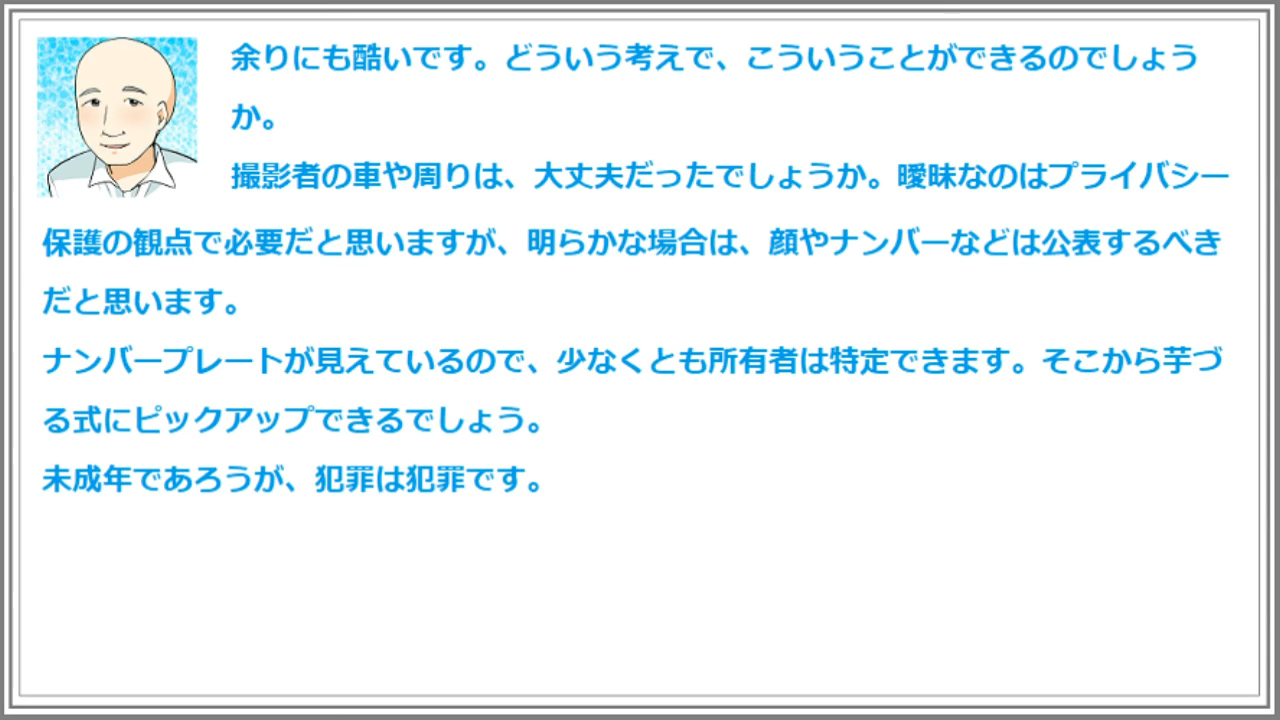 余りにも酷いです。どういう考えで、こういうことができるのでしょう
か。
撮影者の車や周りは、大丈夫だったでしょうか。曖昧なのはプライバシー
保護の観点で必要だと思いますが、明らかな場合は、顔やナンバーなどは公表するべき
だと思います。
ナンバープレートが見えているので、少なくとも所有者は特定できます。そこから芋づ
る式にピックアップできるでしょう。
未成年であろうが、犯罪は犯罪です。